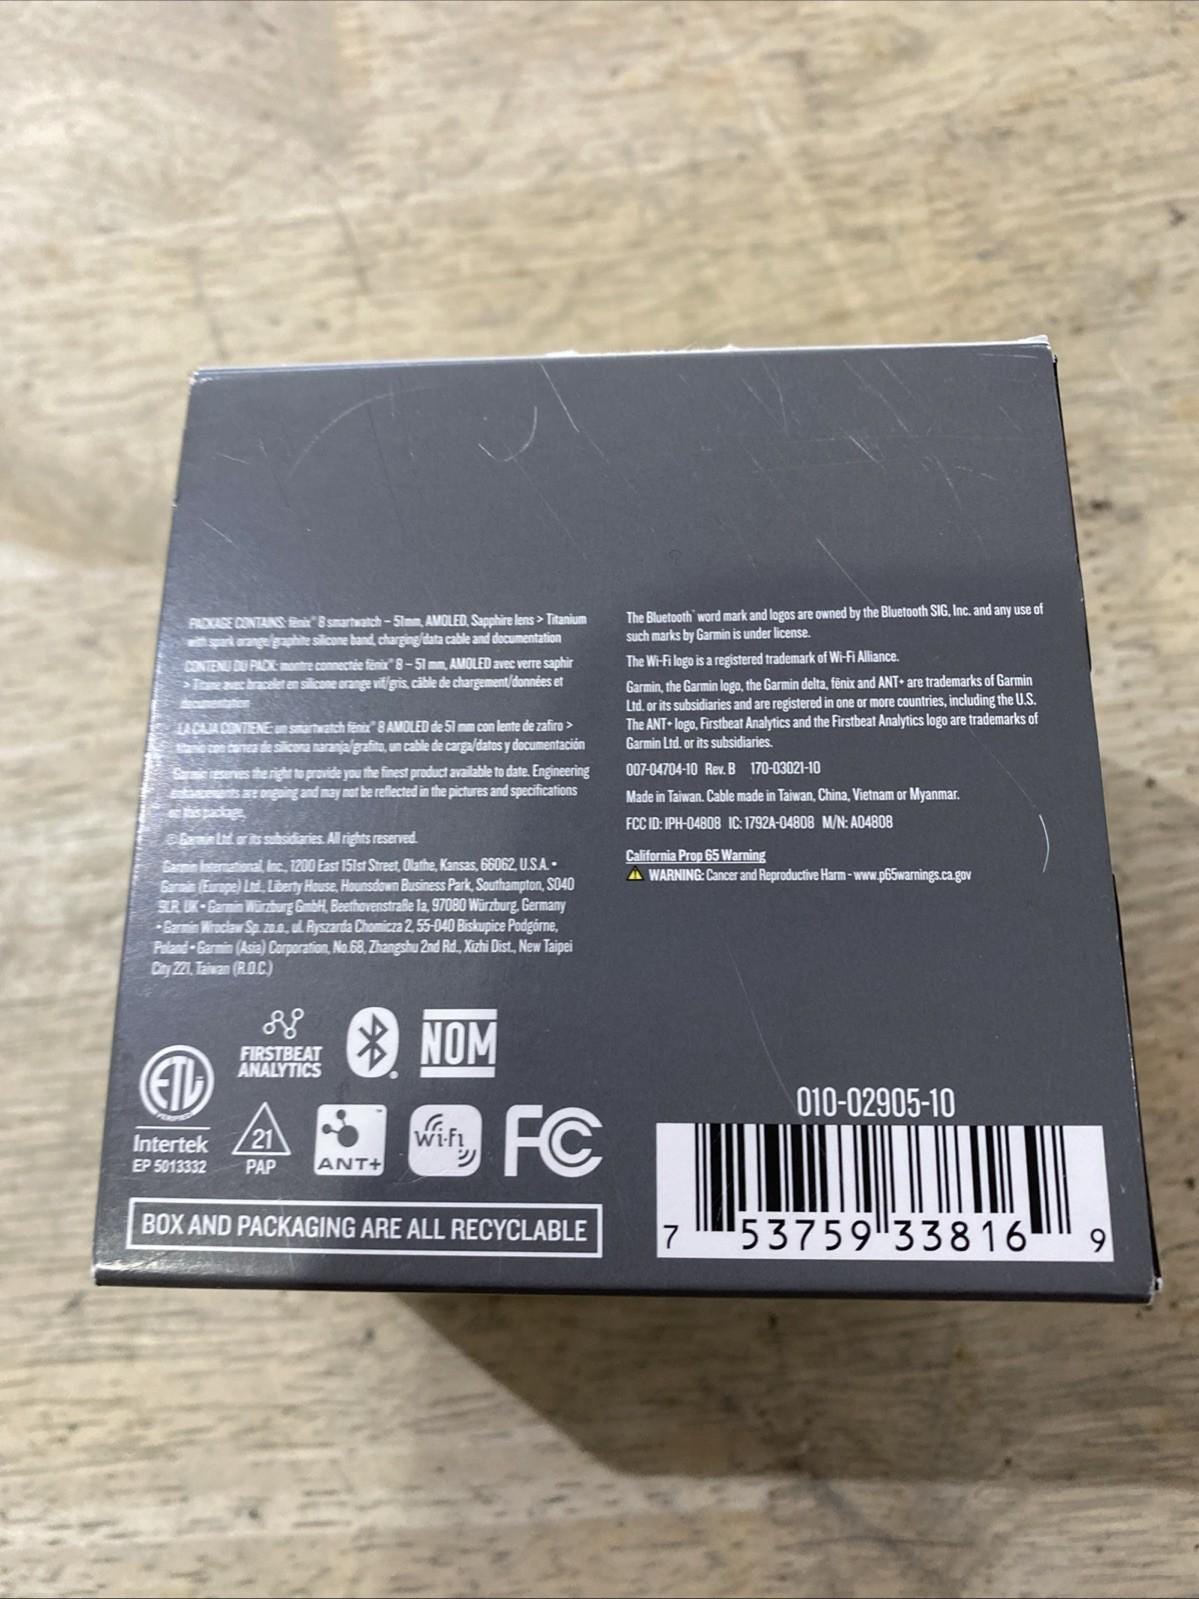 PACKAGE CONTAINS: fēnix® 8 smartwatch – 51mm, AMOLED, Sapphire lens > Titanium
with spark orange/graphite silicone band, charging/data cable and documentation
CONTENU DU PACK: montre connectée fēnix® 8 – 51 mm, AMOLED avec verre saphir
> Titane avec bracelet en silicone orange vif/gris, câble de chargement/données et
documentation
LA CAJA CONTIENE: un smartwatch fēnix® 8 AMOLED de 51 mm con lente de zafiro >
titanio con correa de silicona naranja/grafito, un cable de carga/datos y documentación
Garmin reserves the right to provide you the finest product available to date. Engineering
enhancements are ongoing and may not be reflected in the pictures and specifications
on this package.
© Garmin Ltd. or its subsidiaries. All rights reserved.
Garmin International, Inc., 1200 East 151st Street, Olathe, Kansas, 66062, U.S.A. •
Garmin (Europe) Ltd., Liberty House, Hounsdown Business Park, Southampton, SO40
9LR, UK • Garmin Würzburg GmbH, Beethovenstraße 1a, 97080 Würzburg, Germany
• Garmin Wrocław Sp. zo.o., ul. Ryszarda Chomicza 2, 55-040 Biskupice Podgórne,
Poland • Garmin (Asia) Corporation, No.68, Zhangshu 2nd Rd., Xizhi Dist., New Taipei
City 221, Taiwan (R.O.C.)
The Bluetooth® word mark and logos are owned by the Bluetooth SIG, Inc. and any use of
such marks by Garmin is under license.
The Wi-Fi logo is a registered trademark of Wi-Fi Alliance.
Garmin, the Garmin logo, the Garmin delta, fēnix and ANT+ are trademarks of Garmin
Ltd. or its subsidiaries and are registered in one or more countries, including the U.S.
The ANT+ logo, Firstbeat Analytics and the Firstbeat Analytics logo are trademarks of
Garmin Ltd. or its subsidiaries.
007-04704-10 Rev. B 170-03021-10
Made in Taiwan. Cable made in Taiwan, China, Vietnam or Myanmar.
FCC ID: IPH-04808 IC: 1792A-04808 M/N: A04808
California Prop 65 Warning
WARNING: Cancer and Reproductive Harm - www.p65warnings.ca.gov
FIRSTBEAT
ANALYTICS
NOM
ETL
VERIFIED
Intertek
EP 5013332
21
PAP
ANT+
Wi-Fi
FC
BOX AND PACKAGING ARE ALL RECYCLABLE
010-02905-10
7 53759 33816 9